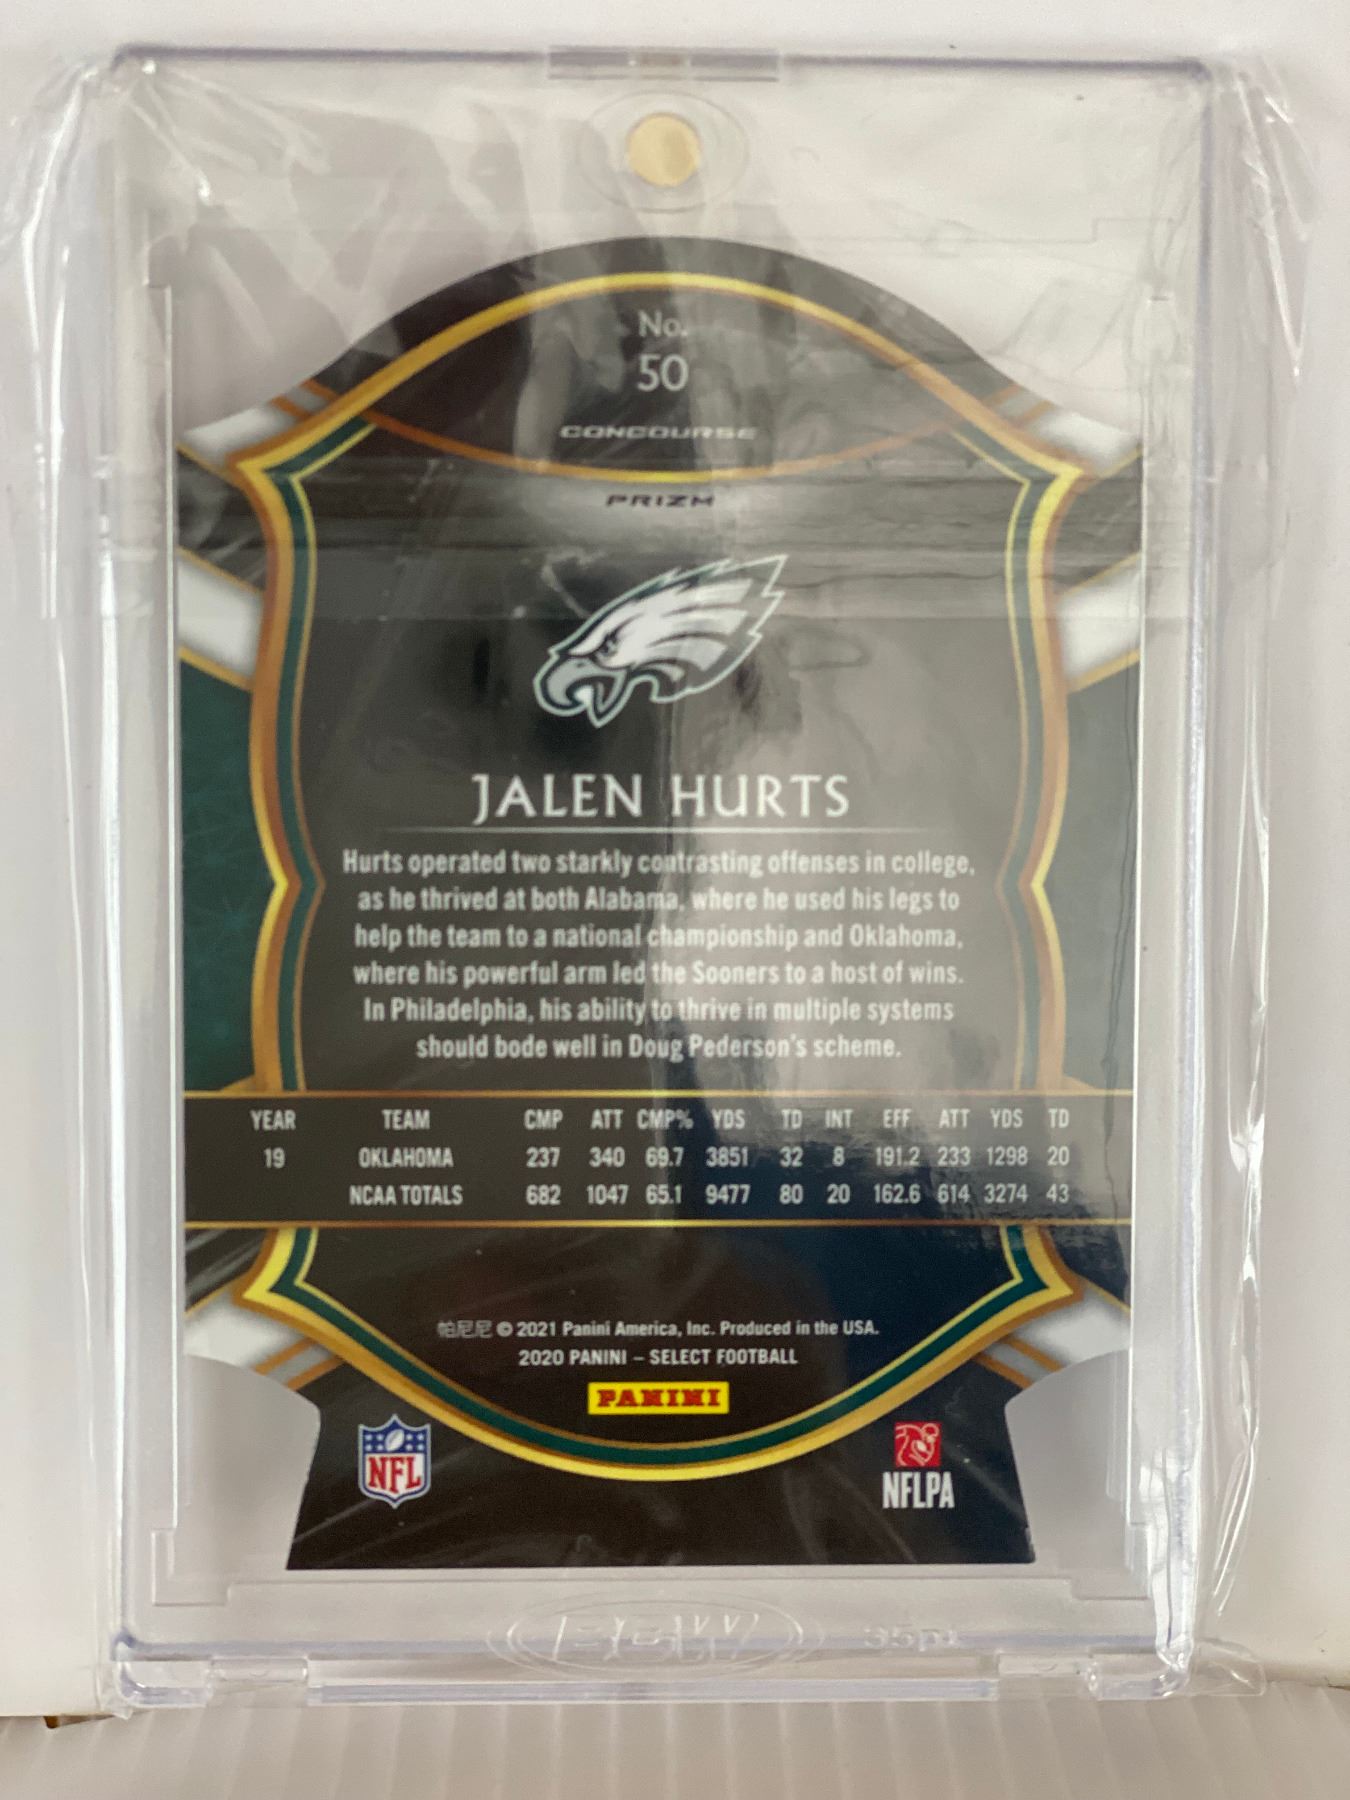 No.
50
CONCOURSE
PRIZM
JALEN HURTS
Hurts operated two starkly contrasting offenses in college,
as he thrived at both Alabama, where he used his legs to
help the team to a national championship and Oklahoma,
where his powerful arm led the Sooners to a host of wins.
In Philadelphia, his ability to thrive in multiple systems
should bode well in Doug Pederson's scheme.
YEAR TEAM CMP ATT CMP% YDS TD INT EFF ATT YDS TD
19 OKLAHOMA 237 340 69.7 3851 32 8 191.2 233 1298 20
NCAA TOTALS 682 1047 65.1 9477 80 20 162.6 614 3274 43
帕尼尼 © 2021 Panini America, Inc. Produced in the USA.
2020 PANINI – SELECT FOOTBALL
PANINI
NFL
NFLPA
35pt